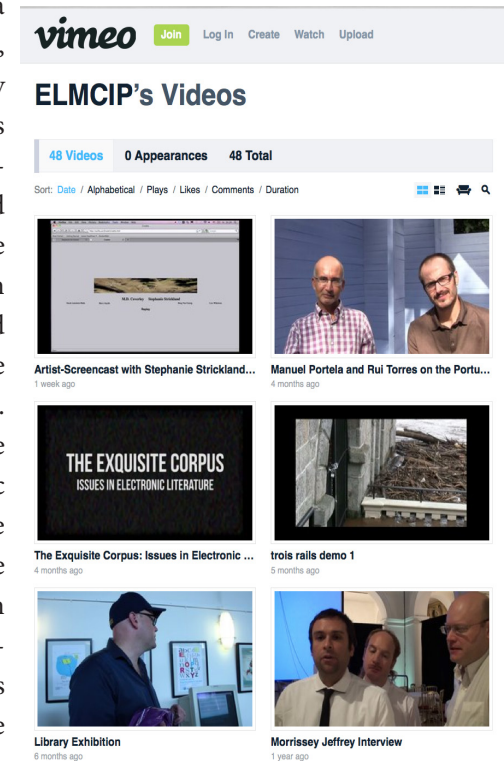 vimeo Join Log In Create Watch Upload
ELMCIP's Videos
48 Videos 0 Appearances 48 Total
Sort: Date / Alphabetical / Plays / Likes / Comments / Duration
M.D. Coverley Stephanie Strickland
Artist-Screencast with Stephanie Strickland...
1 week ago
Manuel Portela and Rui Torres on the Portu...
4 months ago
THE EXQUISITE CORPUS
ISSUES IN ELECTRONIC LITERATURE
The Exquisite Corpus: Issues in Electronic ...
4 months ago
trois rails demo 1
5 months ago
Library Exhibition
6 months ago
Morrissey Jeffrey Interview
1 year ago